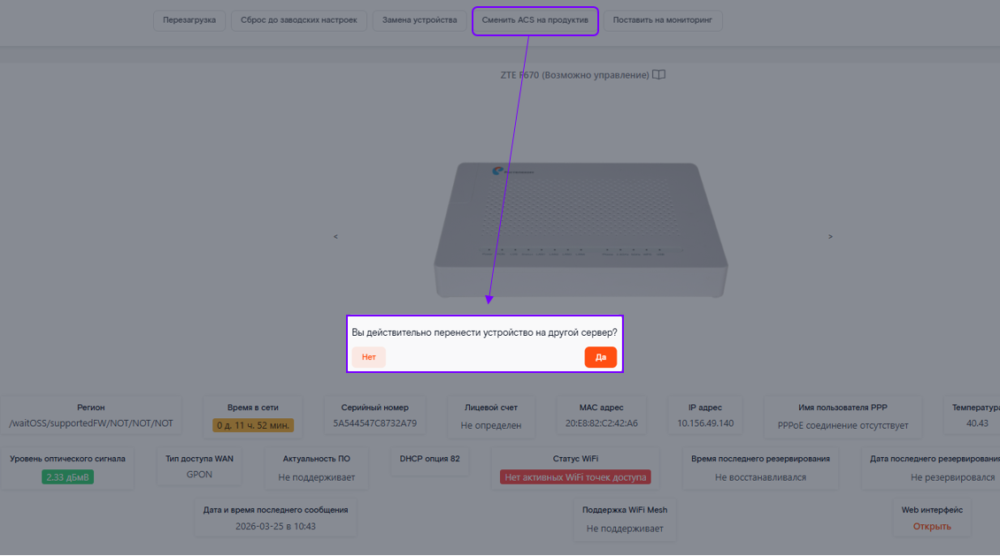 Перезагрузка
Сброс до заводских настроек
Замена устройства
Сменить ACS на продуктив
Поставить на мониторинг
ZTE F670 (Возможно управление)
<
>
Вы действительно перенести устройство на другой сервер?
Нет
Да
Регион
/waitOSS/supportedFW/NOT/NOT/NOT
Время в сети
0 д. 11 ч. 52 мин.
Серийный номер
5A544547C8732A79
Лицевой счет
Не определен
MAC адрес
20:E8:82:C2:42:A6
IP адрес
10.156.49.140
Имя пользователя PPP
PPPoE соединение отсутствует
Температура
40.43
Уровень оптического сигнала
2.33 дБмВ
Тип доступа WAN
GPON
Актуальность ПО
Не поддерживает
DHCP опция 82
Статус WiFi
Нет активных WiFi точек доступа
Время последнего резервирования
Не восстанавливался
Дата последнего резервирования
Не резервировался
Дата и время последнего сообщения
2026-03-25 в 10:43
Поддержка WiFi Mesh
Не поддерживает
Web интерфейс
Открыть